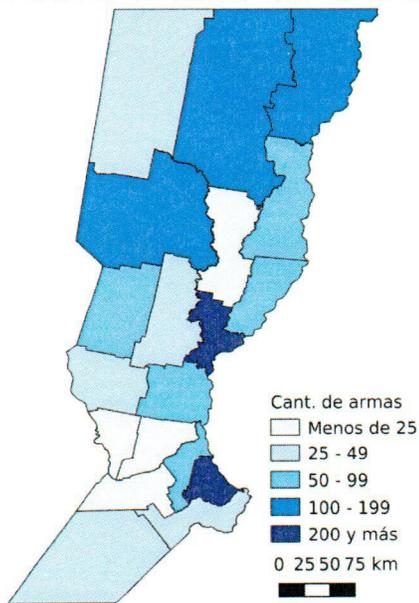 Cant. de armas
Menos de 25
25 - 49
50 - 99
100 - 199
200 y más
0 25 50 75 km